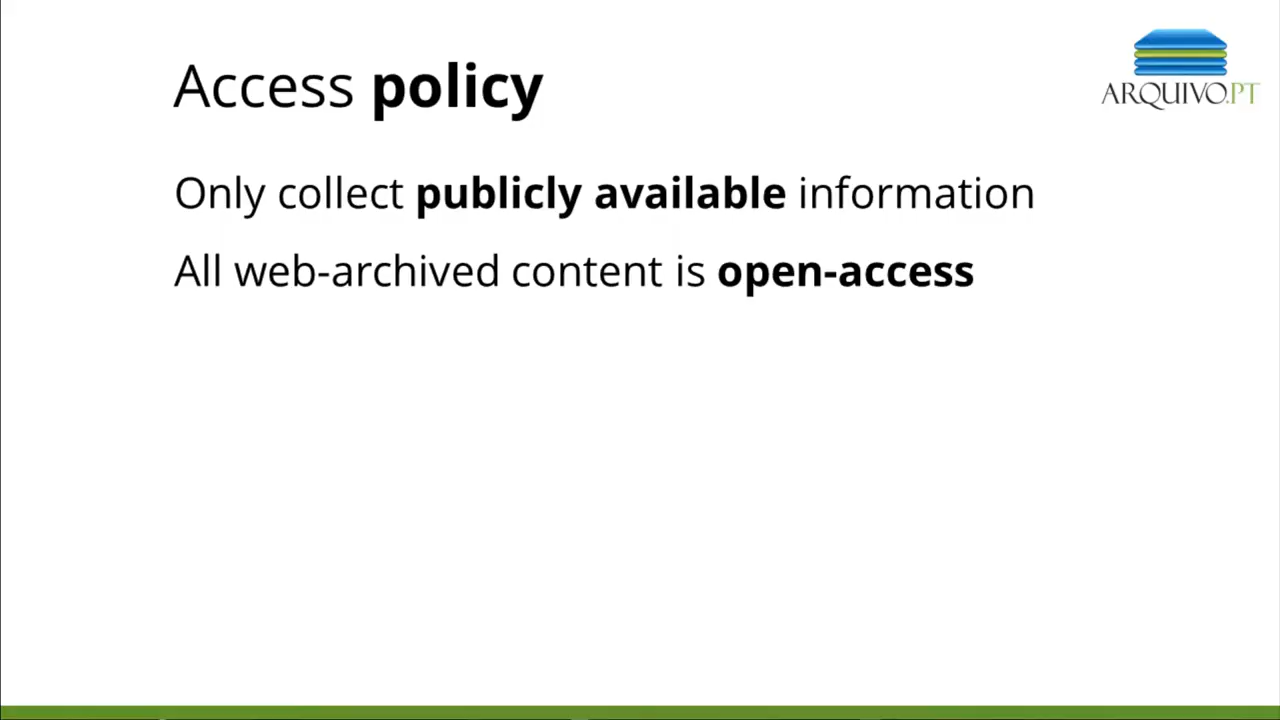 Access policy
ARQUIVO.PT
Only collect publicly available information
All web-archived content is open-access